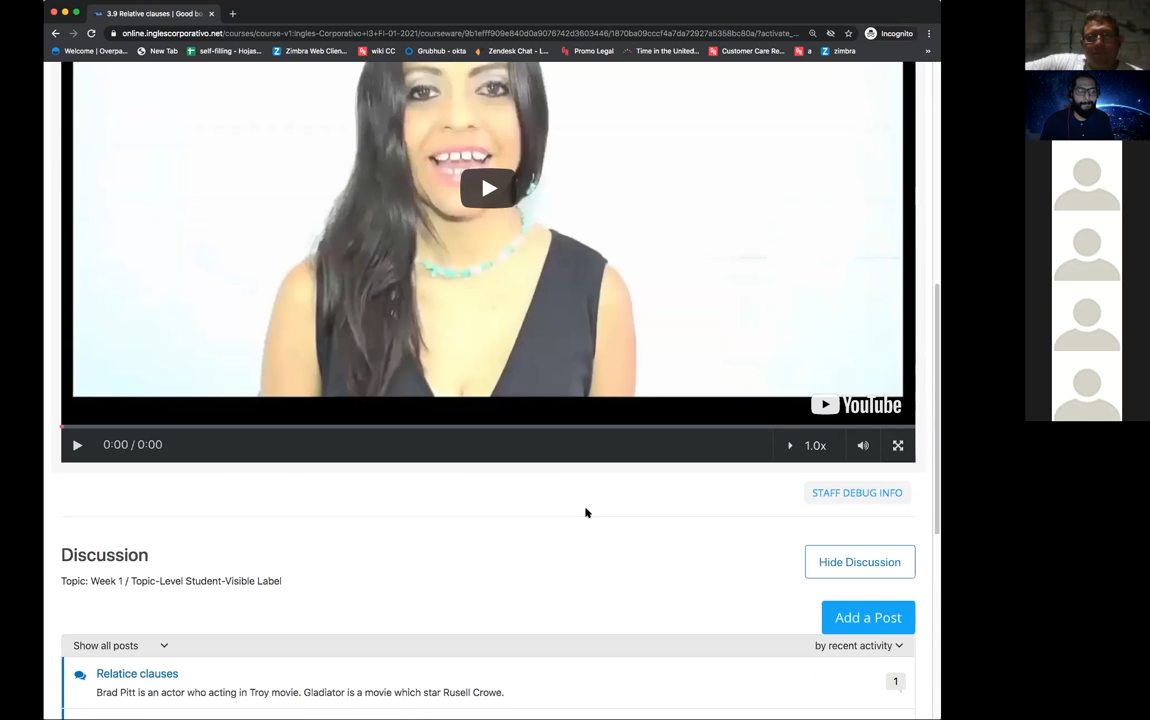 3.9 Relative clauses | Good bo
online.inglescorporativo.net/courses/course-v1:Ingles-Corporativo+I3+FI-01-2021/courseware/9b1efff909e840d0a9076742d3603446/1870ba09cccf4a7da72927a5358bc80a/?activate_...
Incognito
Welcome | Overpa...
New Tab
self-filling - Hojas...
Zimbra Web Clien...
wiki CC
Grubhub - okta
Zendesk Chat - L...
Promo Legal
Time in the United...
Customer Care Re...
a
zimbra
»
YouTube
0:00 / 0:00
1.0x
STAFF DEBUG INFO
Discussion
Hide Discussion
Topic: Week 1 / Topic-Level Student-Visible Label
Add a Post
Show all posts
by recent activity
Relatice clauses
1
Brad Pitt is an actor who acting in Troy movie. Gladiator is a movie which star Rusell Crowe.